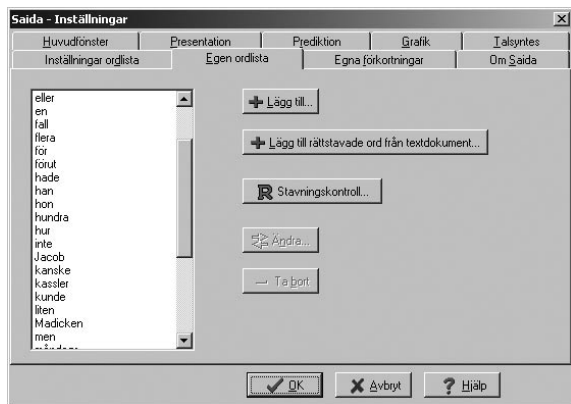 Saida - Inställningar
Huvudfönster Presentation Prediktion Grafik Talsyntes
Inställningar ordlista Egen ordlista Egna förkortningar Om Saida
eller
en
fall
flera
för
förut
hade
han
hon
hundra
hur
inte
Jacob
kanske
kassler
kunde
liten
Madicken
men
Lägg till...
Lägg till rättstavade ord från textdokument...
R Stavningskontroll...
Ändra...
Ta bort
OK Avbryt ? Hjälp